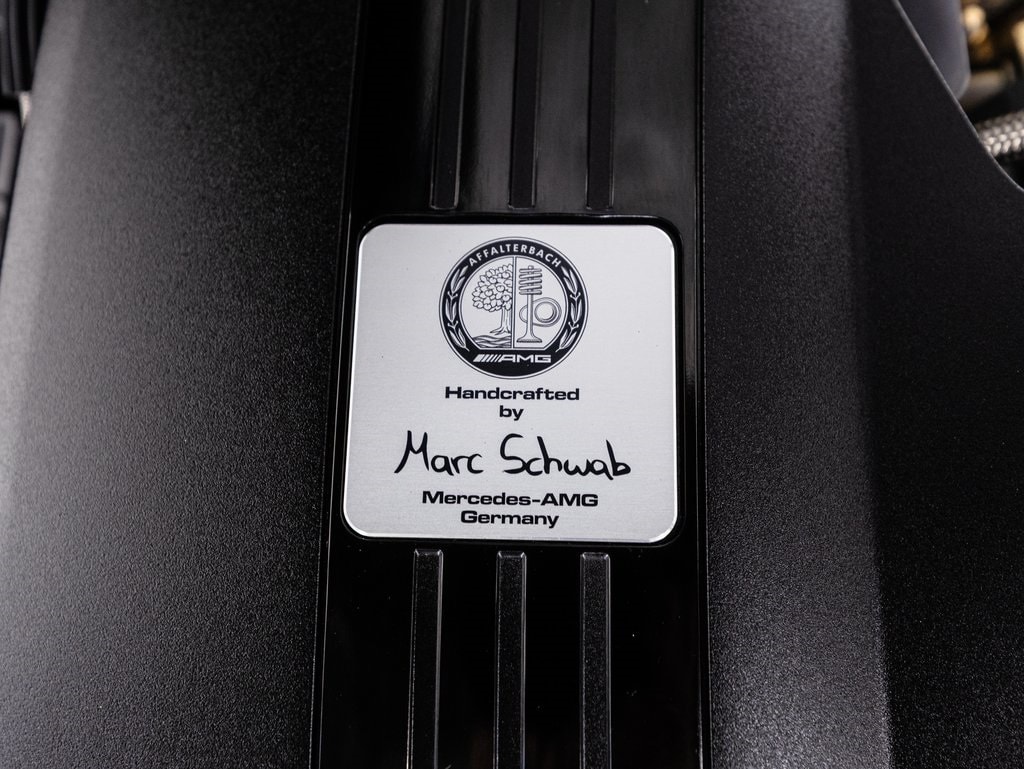 AFFALTERBACH
AMG
Handcrafted
by
Marc Schwab
Mercedes-AMG
Germany